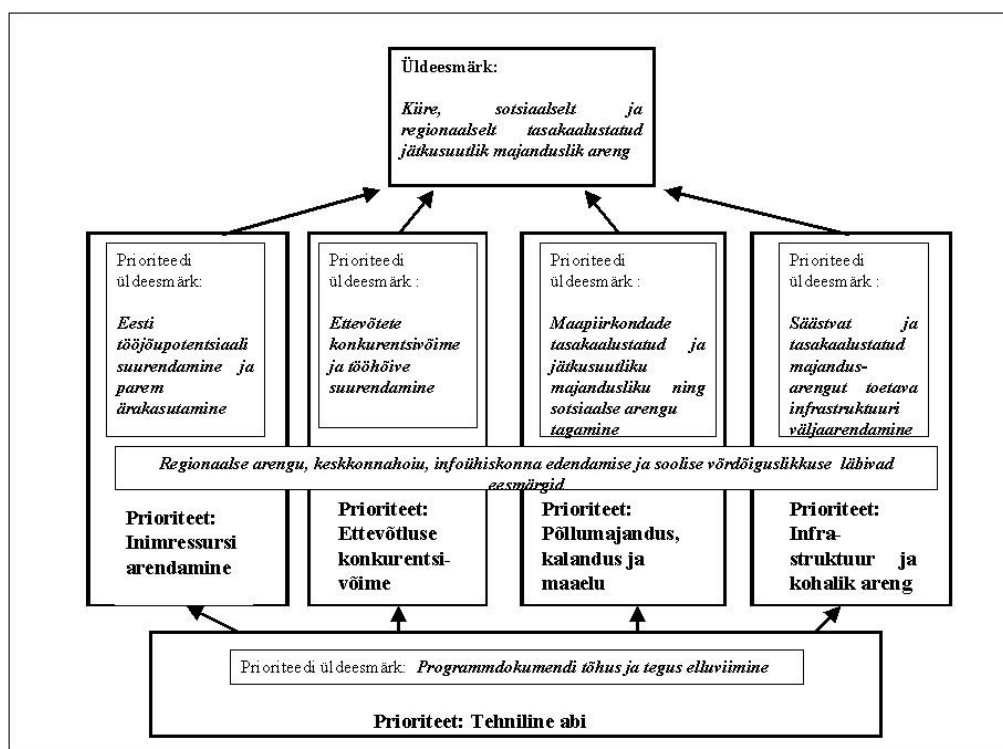 Üldeesmärk:
Kiire, sotsiaalselt ja
regionaalselt tasakaalustatud
jätkusuutlik majanduslik areng
Prioriteedi
üldeesmärk:
Eesti
tööjõupotentsiaali
suurendamine ja
parem
ärakasutamine
Prioriteedi
üldeesmärk :
Ettevõtete
konkurentsivõime
ja tööhõive
suurendamine
Prioriteedi
üldeesmärk :
Maapiirkondade
tasakaalustatud ja
jätkusuutliku
majandusliku ning
sotsiaalse arengu
tagamine
Prioriteedi
üldeesmärk :
Säästvat ja
tasakaalustatud
majandus-
arengut toetava
infrastruktuuri
väljaarendamine
Regionaalse arengu, keskkonnahoiu, infoühiskonna edendamise ja soolise võrdõiguslikkuse läbivad
eesmärgid
Prioriteet:
Inimressursi
arendamine
Prioriteet:
Ettevõtluse
konkurentsi-
võime
Prioriteet:
Põllumajandus,
kalandus ja
maaelu
Prioriteet:
Infra-
struktuur ja
kohalik areng
Prioriteedi üldeesmärk: Programmdokumendi tõhus ja tegus elluviimine
Prioriteet: Tehniline abi